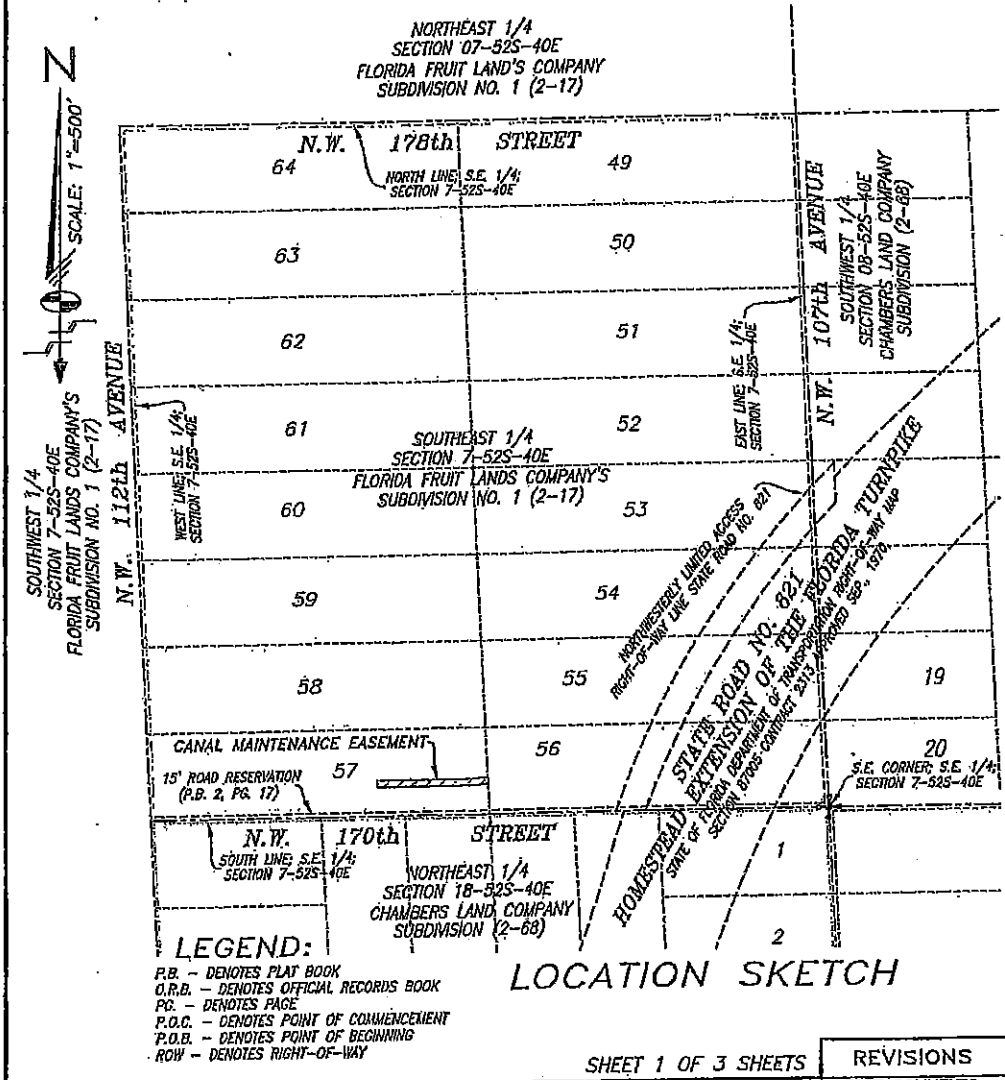 NORTHEAST 1/4
SECTION 07-52S-40E
FLORIDA FRUIT LAND'S COMPANY
SUBDIVISION NO. 1 (2-17)
N
SCALE: 1"=500'
N.W. 178th STREET
64
49
NORTH LINE; S.E. 1/4;
SECTION 7-52S-40E
63
50
N.W. 107th AVENUE
SOUTHWEST 1/4
SECTION 08-52S-40E
CHAMBERS LAND COMPANY
SUBDIVISION (2-68)
62
51
EAST LINE; S.E. 1/4;
SECTION 7-52S-40E
SOUTHWEST 1/4
SECTION 7-52S-40E
FLORIDA FRUIT LANDS COMPANY'S
SUBDIVISION NO. 1 (2-17)
N.W. 112th AVENUE
WEST LINE; S.E. 1/4;
SECTION 7-52S-40E
61
52
SOUTHEAST 1/4
SECTION 7-52S-40E
FLORIDA FRUIT LANDS COMPANY'S
SUBDIVISION NO. 1 (2-17)
60
53
NORTHWESTERLY LIMITED ACCESS
RIGHT-OF-WAY LINE STATE ROAD NO. 821
59
54
STATE ROAD NO. 821
HOMESTEAD EXTENSION OF THE FLORIDA TURNPIKE
STATE OF FLORIDA DEPARTMENT OF TRANSPORTATION RIGHT-OF-WAY MAP
SECTION 87005 CONTRACT 2313 APPROVED SEP., 1970.
58
55
19
CANAL MAINTENANCE EASEMENT
57
56
20
15' ROAD RESERVATION
(P.B. 2, PG. 17)
S.E. CORNER; S.E. 1/4;
SECTION 7-52S-40E
N.W. 170th STREET
SOUTH LINE; S.E. 1/4;
SECTION 7-52S-40E
NORTHEAST 1/4
SECTION 18-52S-40E
CHAMBERS LAND COMPANY
SUBDIVISION (2-68)
1
2
LEGEND:
P.B. - DENOTES PLAT BOOK
O.R.B. - DENOTES OFFICIAL RECORDS BOOK
PG. - DENOTES PAGE
P.O.C. - DENOTES POINT OF COMMENCEMENT
P.O.B. - DENOTES POINT OF BEGINNING
ROW - DENOTES RIGHT-OF-WAY
LOCATION SKETCH
SHEET 1 OF 3 SHEETS
REVISIONS